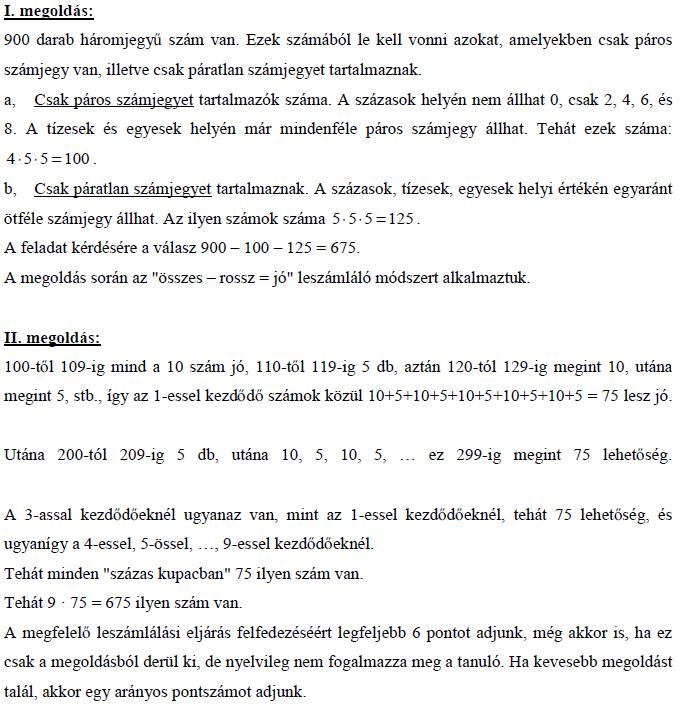 I. megoldás:
900 darab háromjegyű szám van. Ezek számából le kell vonni azokat, amelyekben csak páros
számjegy van, illetve csak páratlan számjegyet tartalmaznak.
a, Csak páros számjegyet tartalmazók száma. A százasok helyén nem állhat 0, csak 2, 4, 6, és
8. A tízesek és egyesek helyén már mindenféle páros számjegy állhat. Tehát ezek száma:
4·5·5=100.
b, Csak páratlan számjegyet tartalmaznak. A százasok, tízesek, egyesek helyi értékén egyaránt
ötféle számjegy állhat. Az ilyen számok száma 5·5·5=125.
A feladat kérdésére a válasz 900 – 100 – 125 = 675.
A megoldás során az "összes – rossz = jó" leszámláló módszert alkalmaztuk.
II. megoldás:
100-től 109-ig mind a 10 szám jó, 110-től 119-ig 5 db, aztán 120-tól 129-ig megint 10, utána
megint 5, stb., így az 1-essel kezdődő számok közül 10+5+10+5+10+5+10+5+10+5 = 75 lesz jó.
Utána 200-tól 209-ig 5 db, utána 10, 5, 10, 5, … ez 299-ig megint 75 lehetőség.
A 3-assal kezdődőeknél ugyanaz van, mint az 1-essel kezdődőeknél, tehát 75 lehetőség, és
ugyanígy a 4-essel, 5-össel, …, 9-essel kezdődőeknél.
Tehát minden "százas kupacban" 75 ilyen szám van.
Tehát 9 · 75 = 675 ilyen szám van.
A megfelelő leszámlálási eljárás felfedezéséért legfeljebb 6 pontot adjunk, még akkor is, ha ez
csak a megoldásból derül ki, de nyelvileg nem fogalmazza meg a tanuló. Ha kevesebb megoldást
talál, akkor egy arányos pontszámot adjunk.